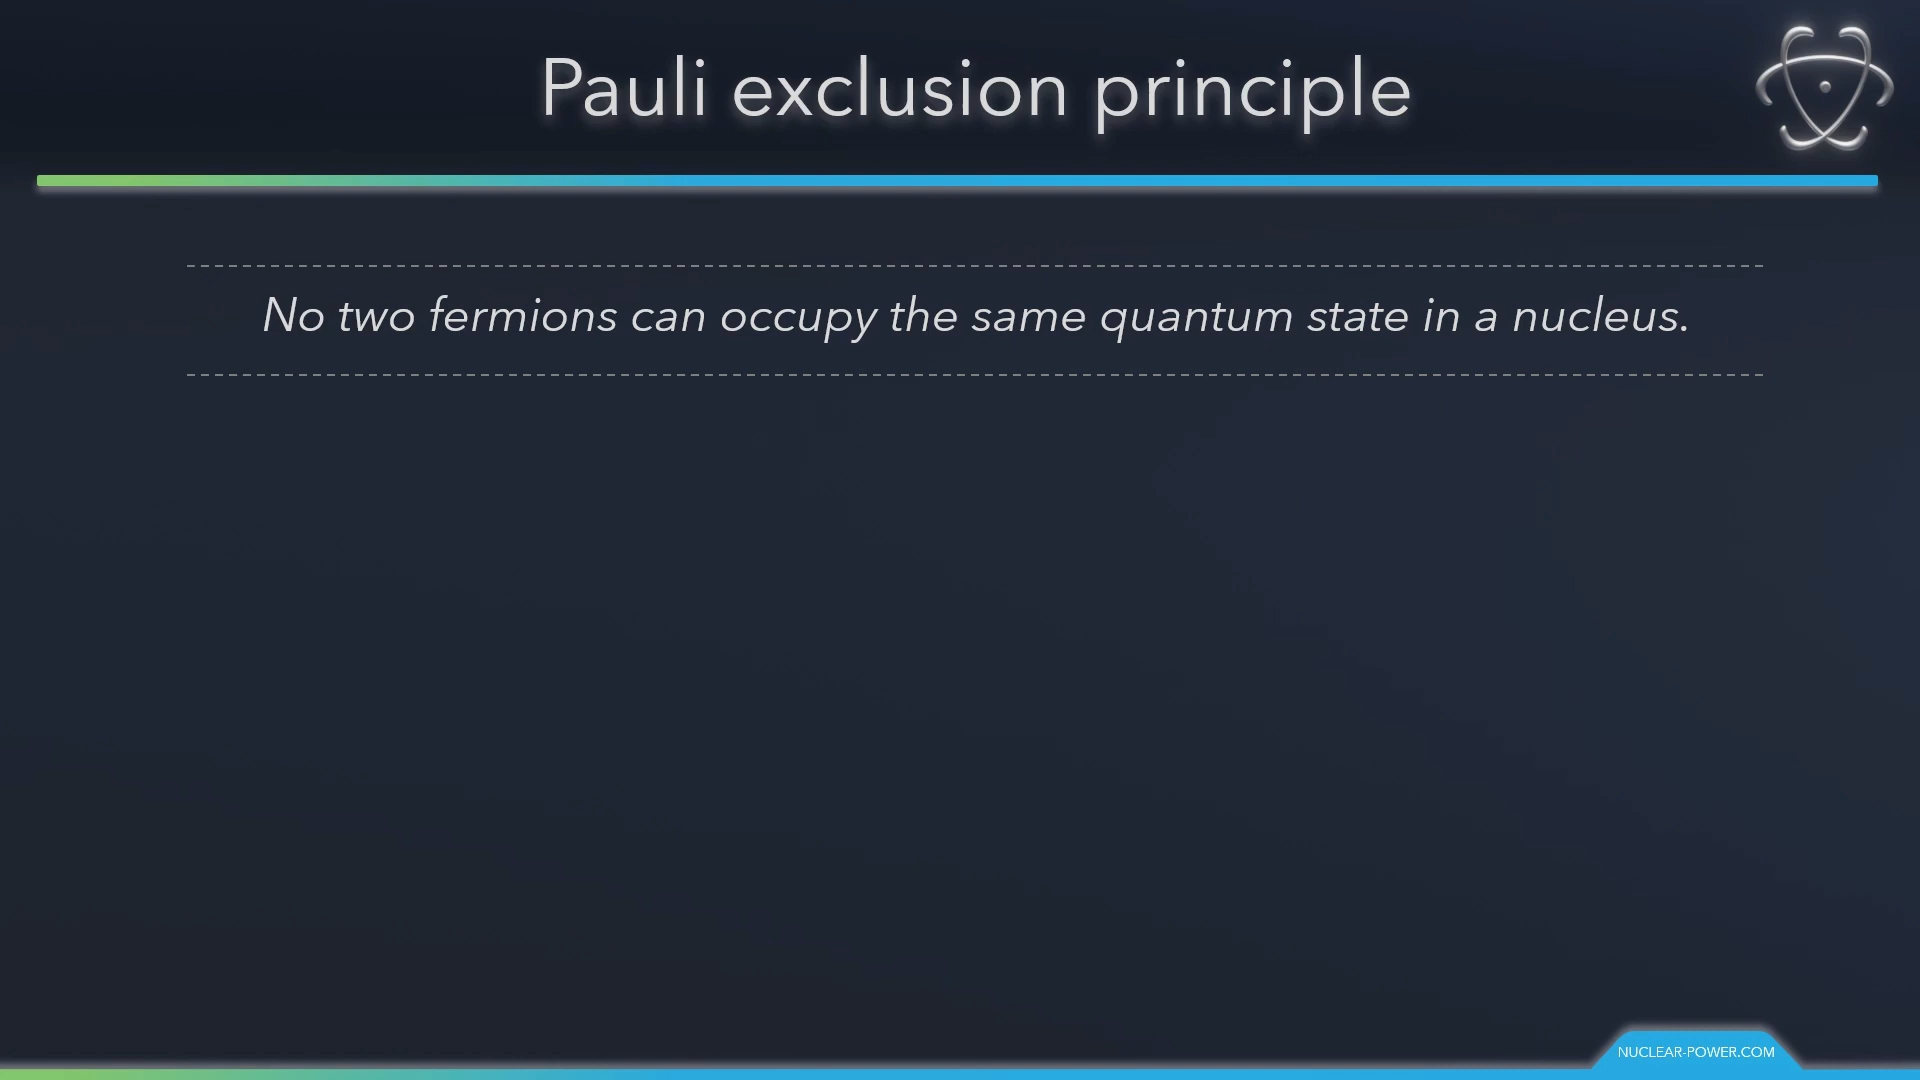 Pauli exclusion principle
No two fermions can occupy the same quantum state in a nucleus.
NUCLEAR-POWER.COM